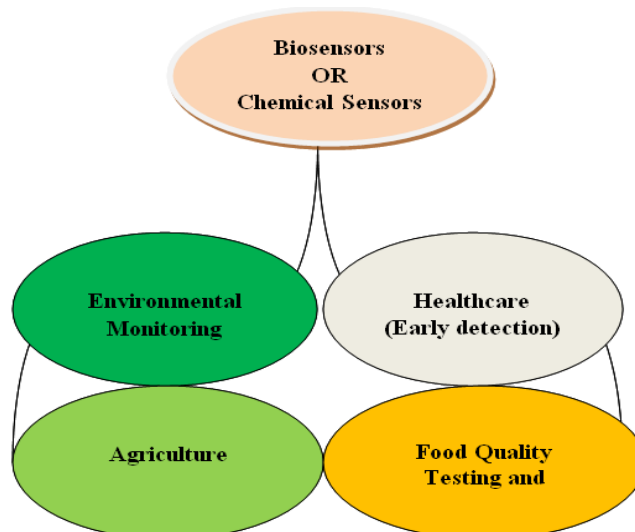 Biosensors
OR
Chemical Sensors
Environmental
Monitoring
Healthcare
(Early detection)
Agriculture
Food Quality
Testing and